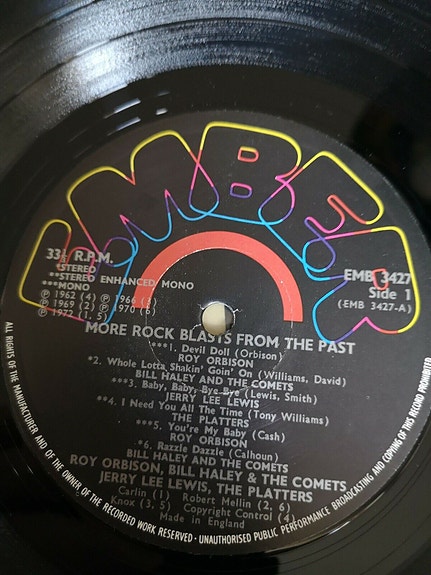 EMBER
33⅓ R.P.M.
*STEREO
**STEREO ENHANCED MONO
***MONO
℗ 1962 (4) ℗ 1966 (3)
℗ 1969 (2) ℗ 1970 (6)
℗ 1972 (1, 5)
EMB 3427
Side 1
(EMB 3427-A)
MORE ROCK BLASTS FROM THE PAST
***1. Devil Doll (Orbison)
ROY ORBISON
*2. Whole Lotta Shakin' Goin' On (Williams, David)
BILL HALEY AND THE COMETS
***3. Baby, Baby, Bye Bye (Lewis, Smith)
JERRY LEE LEWIS
**4. I Need You All The Time (Tony Williams)
THE PLATTERS
***5. You're My Baby (Cash)
ROY ORBISON
*6. Razzle Dazzle (Calhoun)
BILL HALEY AND THE COMETS
ROY ORBISON, BILL HALEY & THE COMETS
JERRY LEE LEWIS, THE PLATTERS
Carlin (1) Robert Mellin (2, 6)
Knox (3, 5) Copyright Control (4)
Made in England
ALL RIGHTS OF THE MANUFACTURER AND OF THE OWNER OF THE RECORDED WORK RESERVED · UNAUTHORISED PUBLIC PERFORMANCE BROADCASTING AND COPYING OF THIS RECORD PROHIBITED